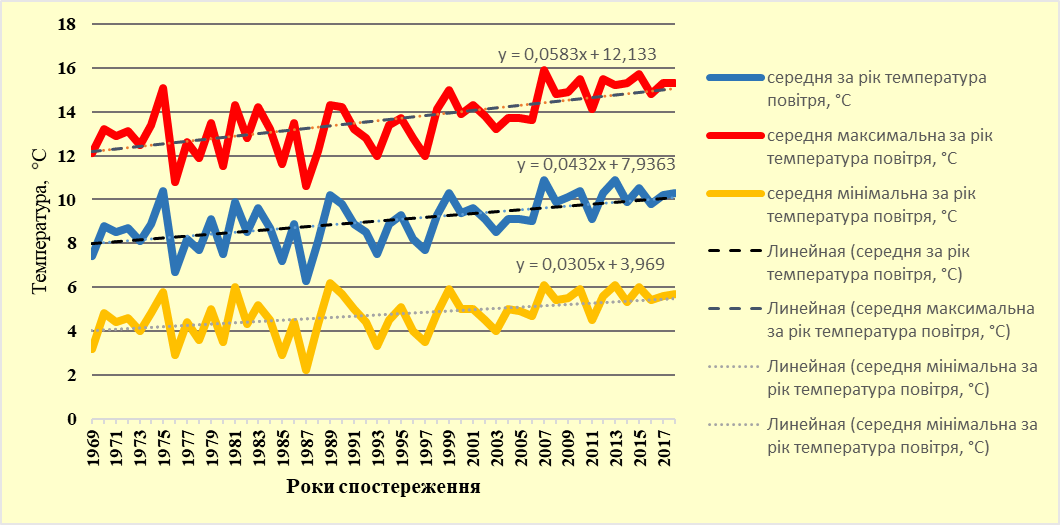 18
16
14
12
10
8
6
4
2
0
Температура, °С
y = 0,0583x + 12,133
y = 0,0432x + 7,9363
y = 0,0305x + 3,969
1969
1971
1973
1975
1977
1979
1981
1983
1985
1987
1989
1991
1993
1995
1997
1999
2001
2003
2005
2007
2009
2011
2013
2015
2017
Роки спостереження
середня за рік температура
повітря, °С
середня максимальна за рік
температура повітря, °С
середня мінімальна за рік
температура повітря, °С
Линейная (середня за рік
температура повітря, °С)
Линейная (середня максимальна
за рік температура повітря, °С)
Линейная (середня мінімальна за
рік температура повітря, °С)
Линейная (середня мінімальна за
рік температура повітря, °С)